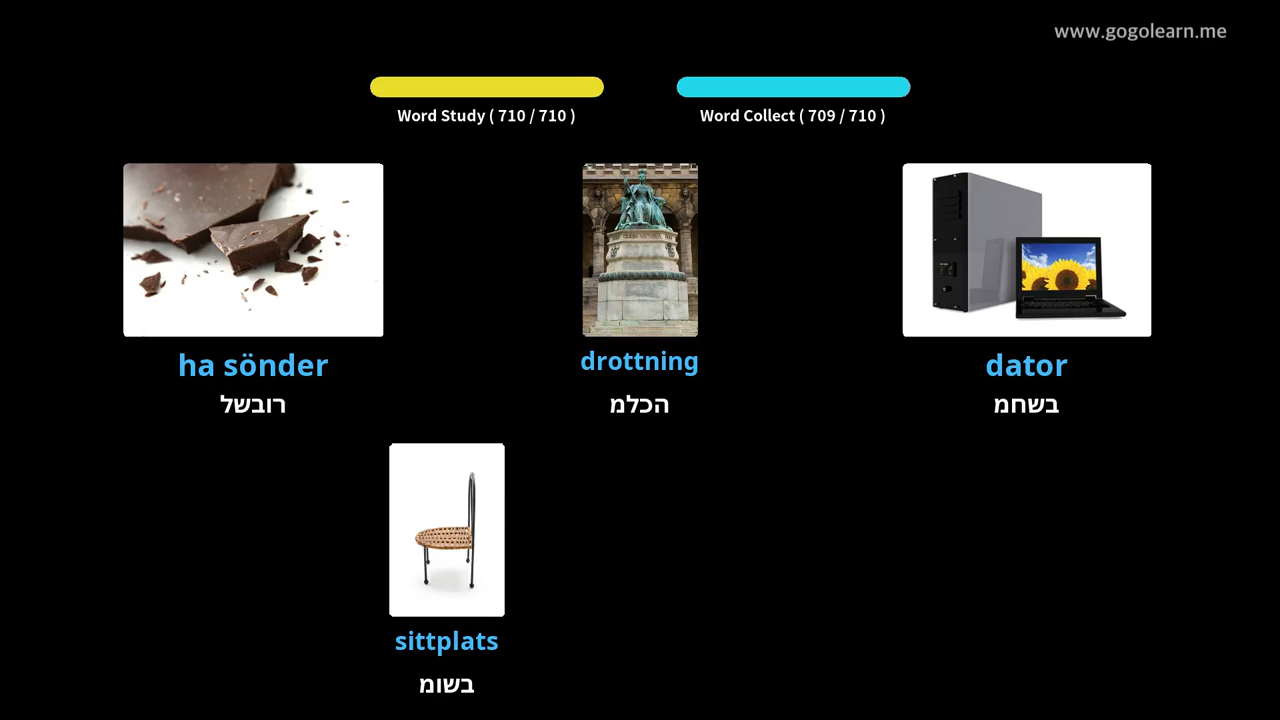 www.gogolearn.me
Word Study ( 710 / 710 )
Word Collect ( 709 / 710 )
ha sönder
רובשל
drottning
הכלמ
dator
בשחמ
sittplats
בשומ